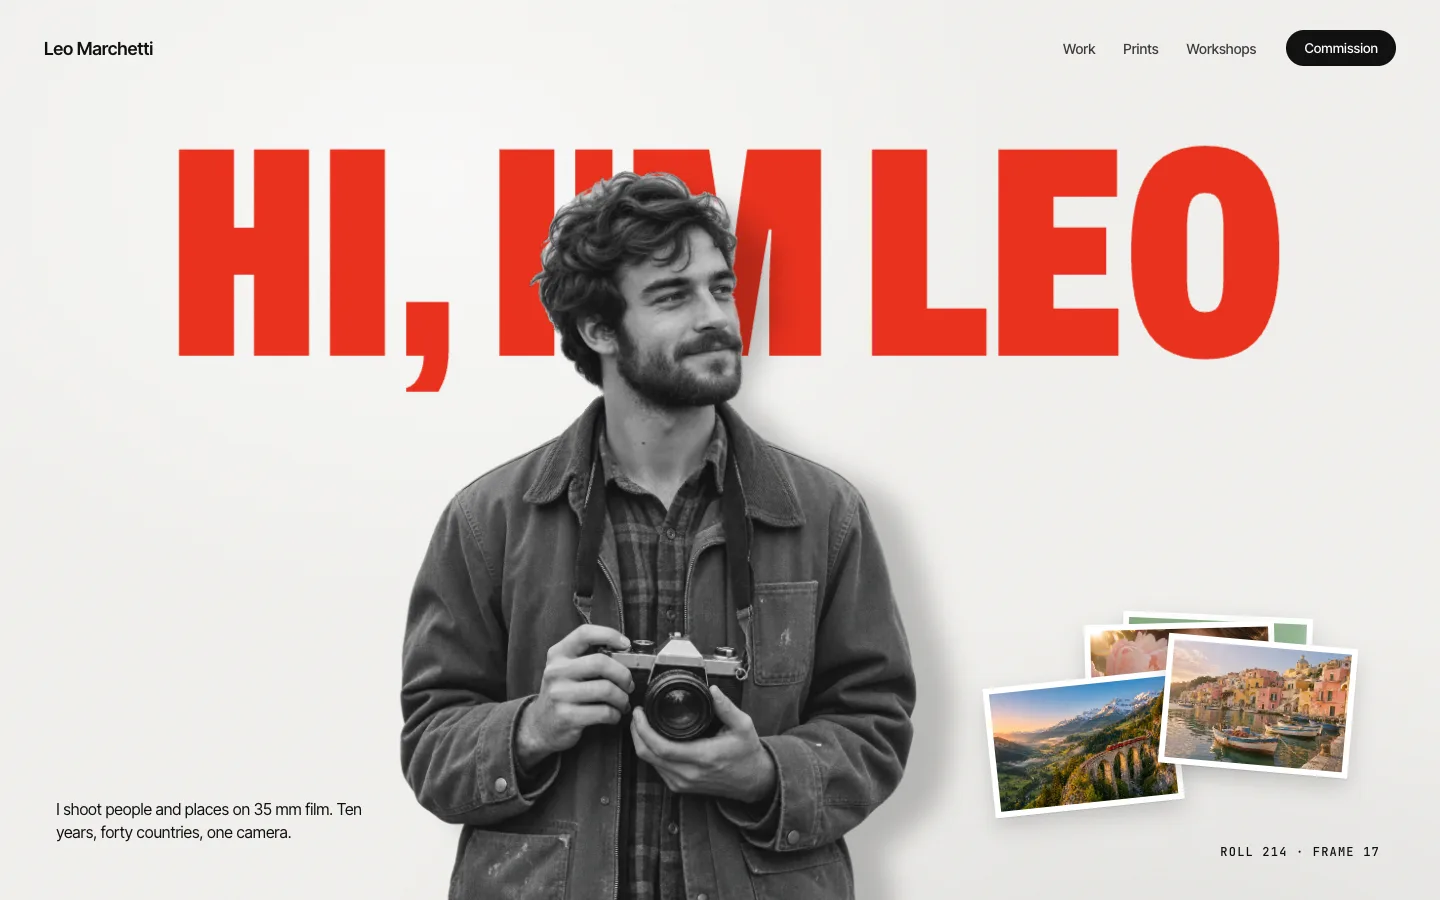 Leo Marchetti
Work
Prints
Workshops
Commission
HI, I'M LEO
I shoot people and places on 35 mm film. Ten
years, forty countries, one camera.
ROLL 214 · FRAME 17